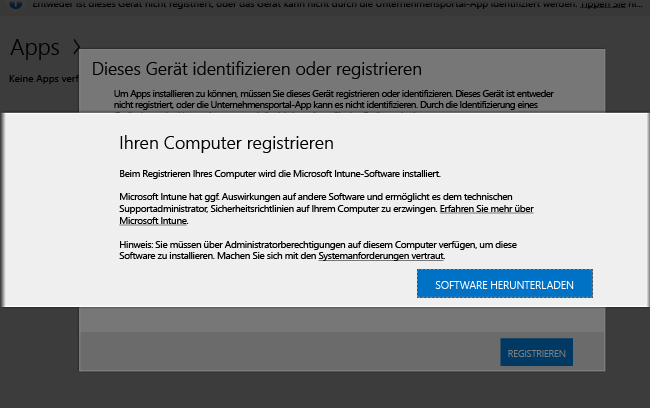 Entweder ist dieses Gerät nicht registriert, oder das Gerät kann nicht durch die Unternehmensportal-App identifiziert werden. Tippen Sie
Apps
Keine Apps verf
Dieses Gerät identifizieren oder registrieren
Um Apps installieren zu können, müssen Sie dieses Gerät registrieren oder identifizieren. Dieses Gerät ist entweder
nicht registriert, oder die Unternehmensportal-App kann es nicht identifizieren. Durch die Identifizierung eines
Ihren Computer registrieren
Beim Registrieren Ihres Computer wird die Microsoft Intune-Software installiert.
Microsoft Intune hat ggf. Auswirkungen auf andere Software und ermöglicht es dem technischen
Supportadministrator, Sicherheitsrichtlinien auf Ihrem Computer zu erzwingen. Erfahren Sie mehr über
Microsoft Intune.
Hinweis: Sie müssen über Administratorberechtigungen auf diesem Computer verfügen, um diese
Software zu installieren. Machen Sie sich mit den Systemanforderungen vertraut.
SOFTWARE HERUNTERLADEN
REGISTRIEREN